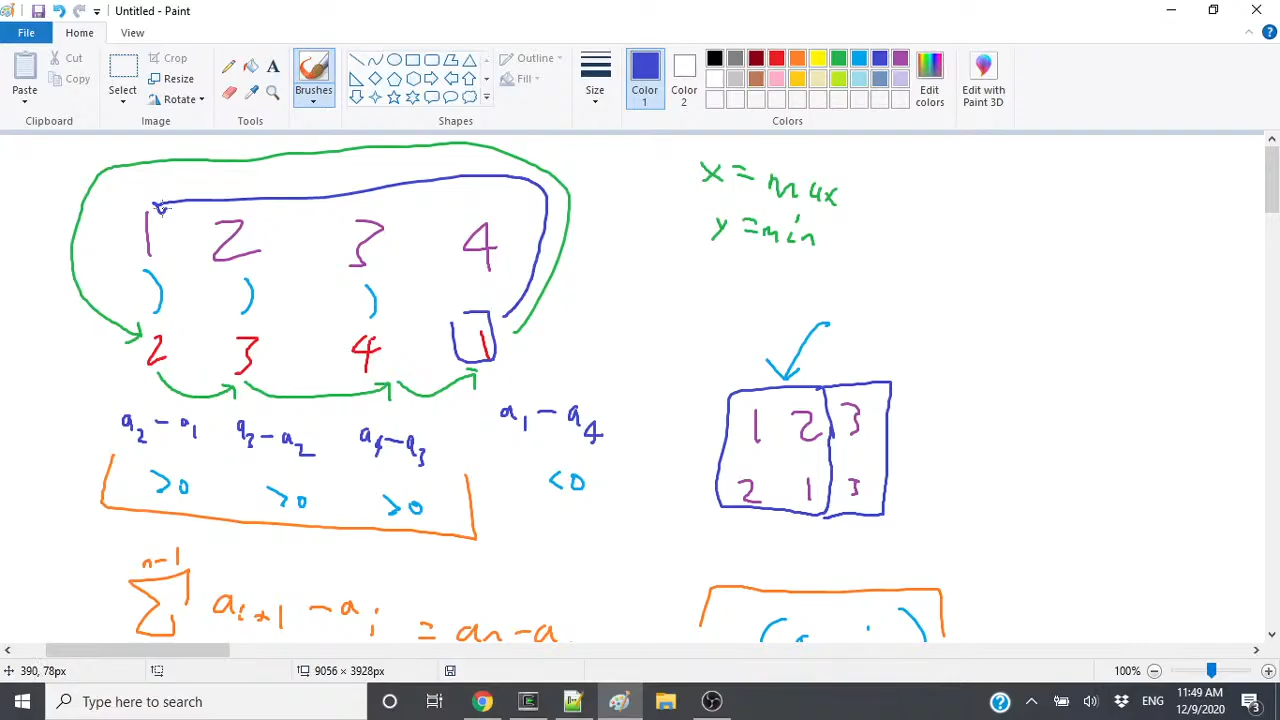 Untitled - Paint
File Home View
Paste
Cut
Copy
Clipboard
Select
Crop
Resize
Rotate
Image
A
Tools
Brushes
Shapes
Outline
Fill
Size
Color 1
Color 2
Edit colors
Colors
Edit with Paint 3D
x = max
y = min
1 2 3 4
2 3 4 1
a2 - a1 a3 - a2 a4 - a3 a1 - a4
>0 >0 >0 <0
1 2 3
2 1 3
n-1
∑ ai+1 - ai = an - a
i
390, 78px
9056 × 3928px
100%
Type here to search
ENG
11:49 AM
12/9/2020
3